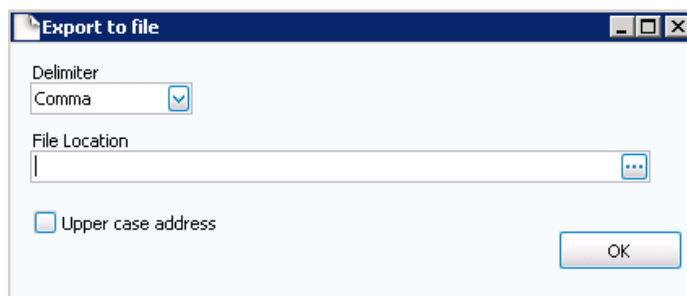 Export to file
Delimiter
Comma
File Location
...
Upper case address
OK